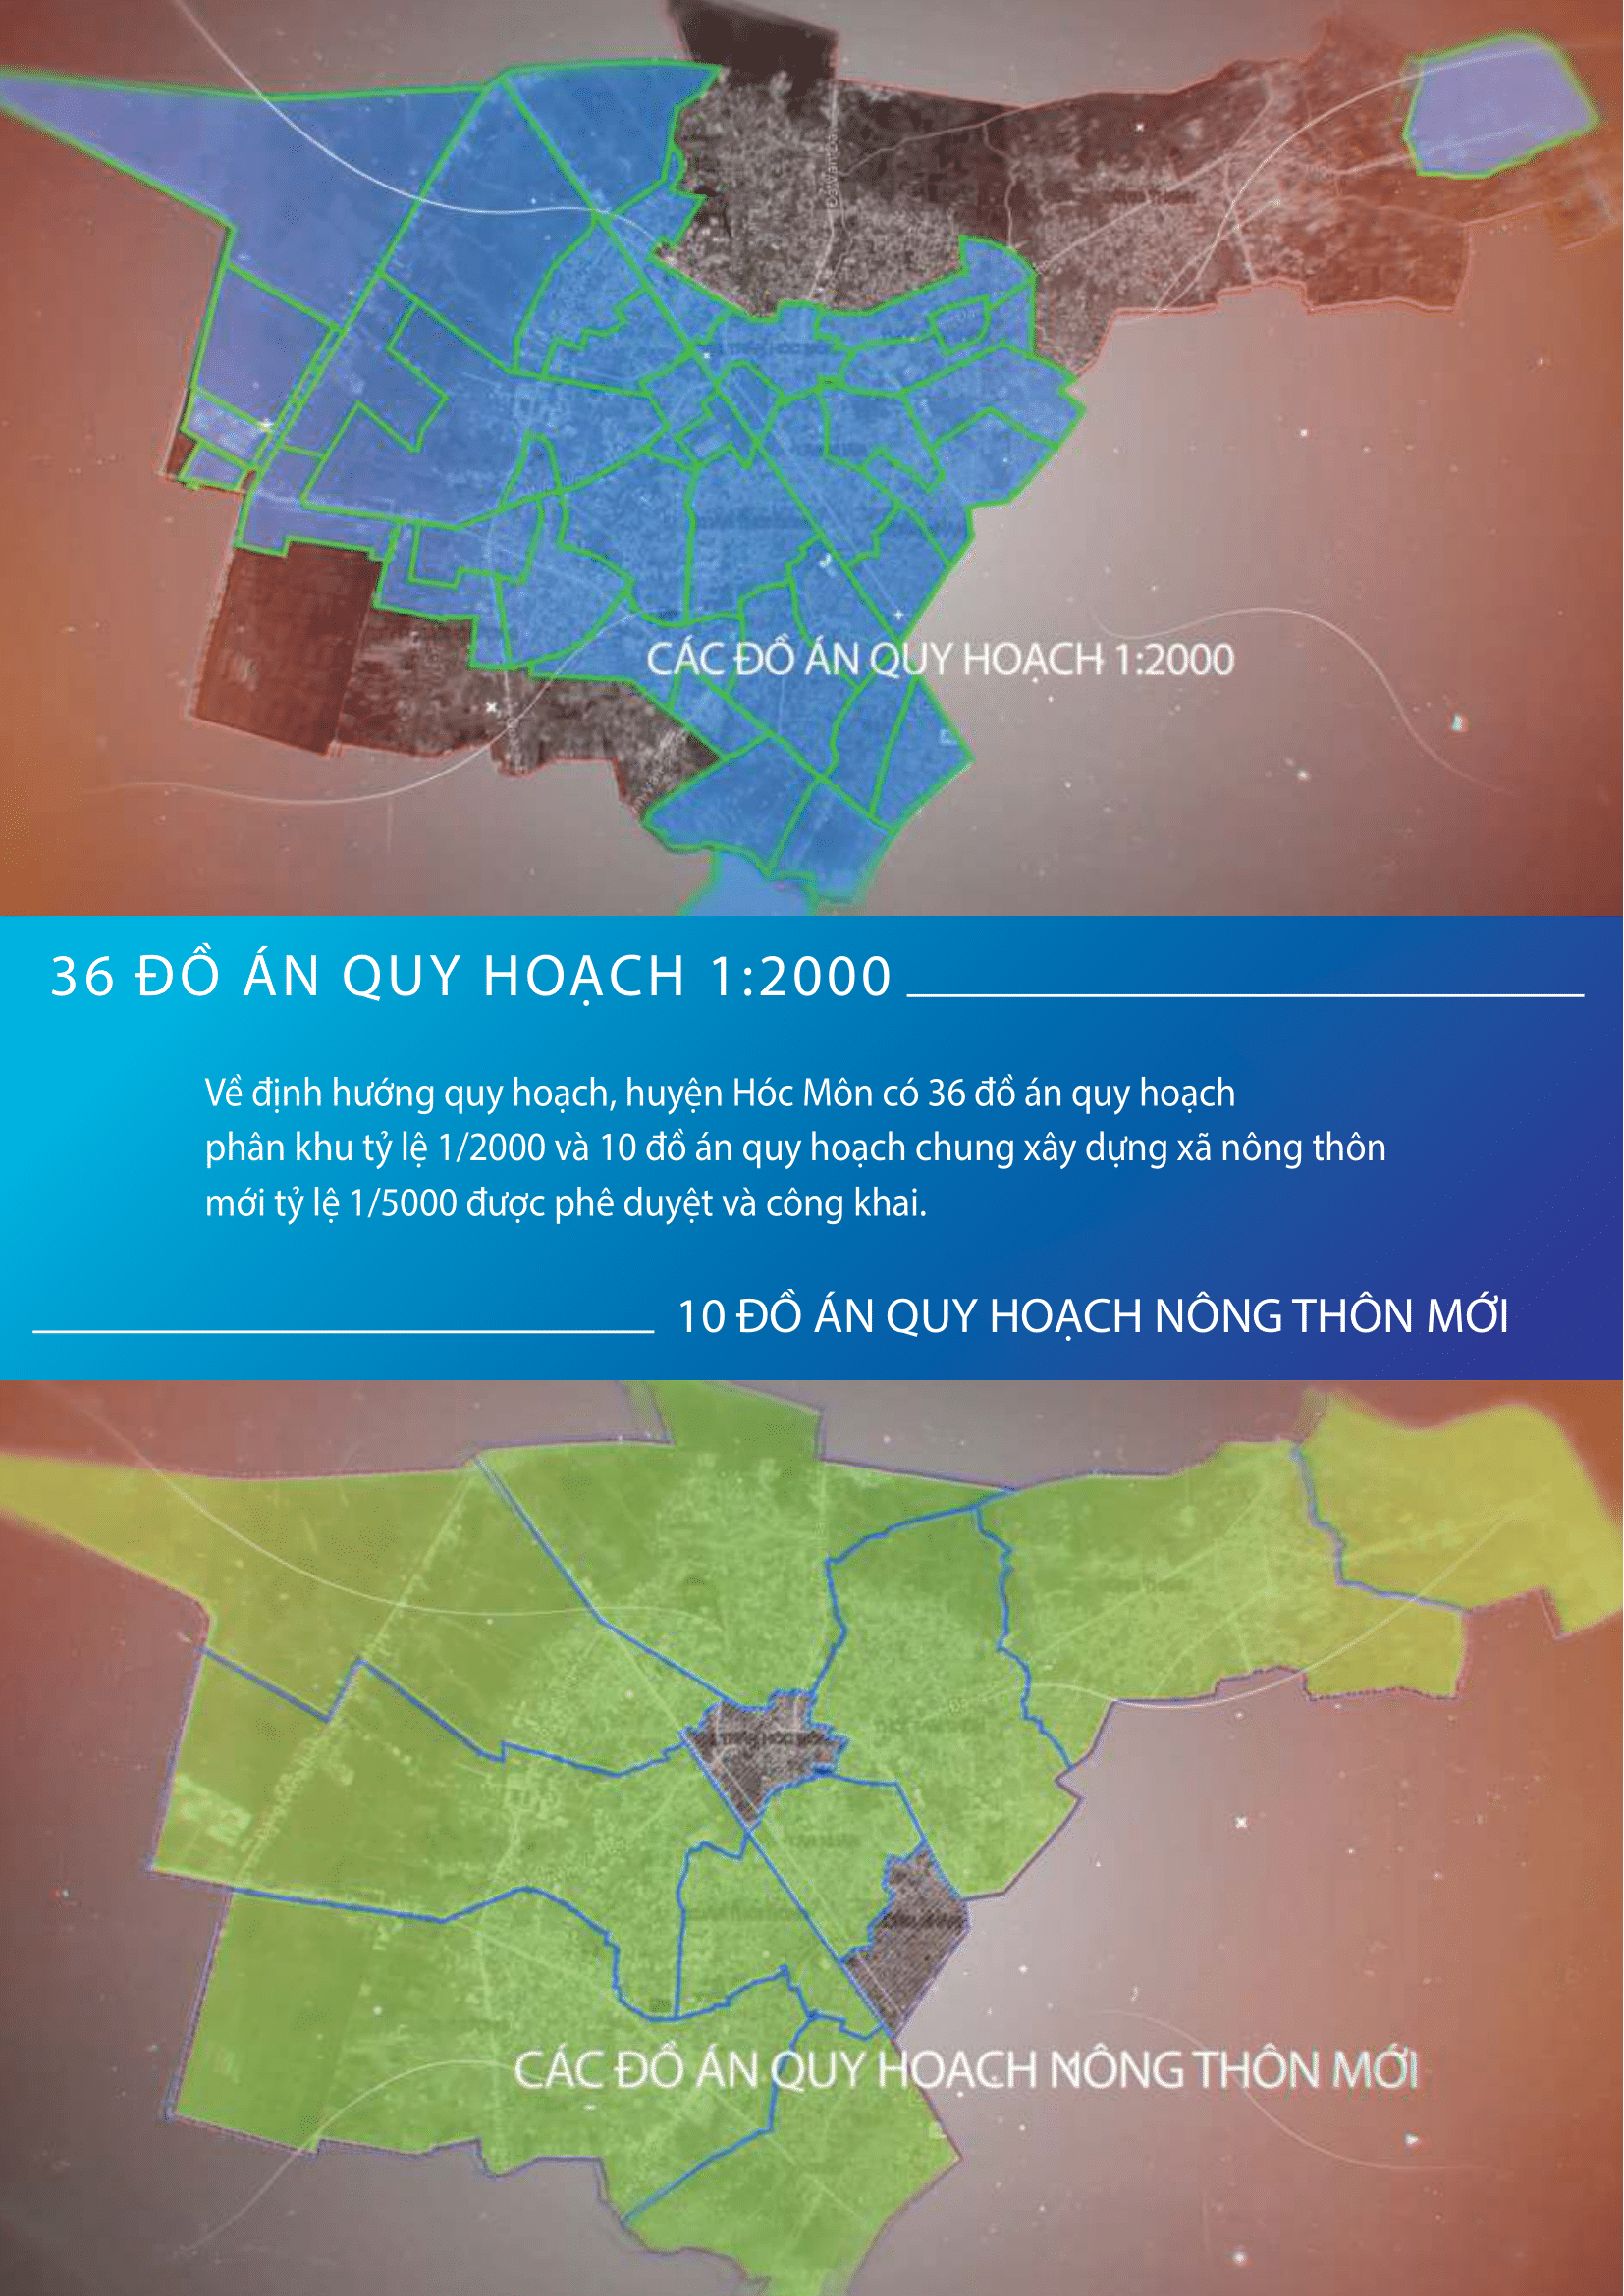 CÁC ĐỒ ÁN QUY HOẠCH 1:2000
36 ĐỒ ÁN QUY HOẠCH 1:2000
Về định hướng quy hoạch, huyện Hóc Môn có 36 đồ án quy hoạch
phân khu tỷ lệ 1/2000 và 10 đồ án quy hoạch chung xây dựng xã nông thôn
mới tỷ lệ 1/5000 được phê duyệt và công khai.
10 ĐỒ ÁN QUY HOẠCH NÔNG THÔN MỚI
CÁC ĐỒ ÁN QUY HOẠCH NÔNG THÔN MỚI